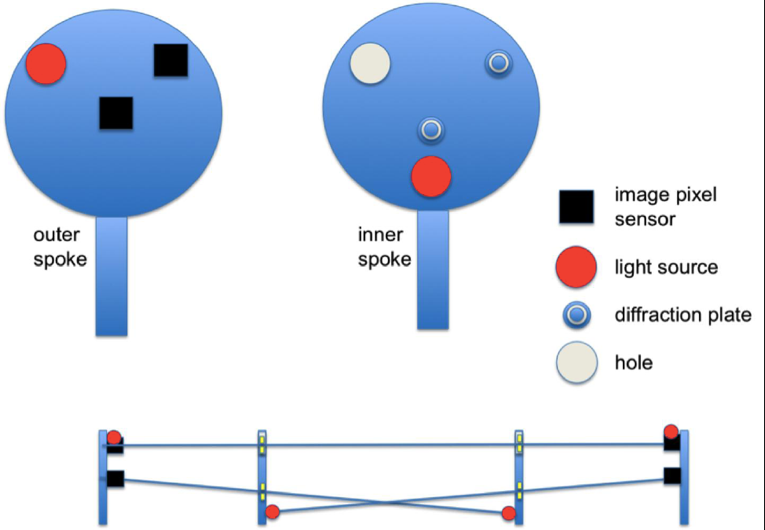 outer
spoke
inner
spoke
image pixel
sensor
light source
diffraction plate
hole